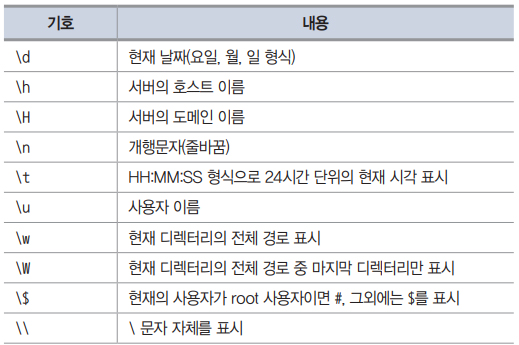 기호 내용
\d 현재 날짜(요일, 월, 일 형식)
\h 서버의 호스트 이름
\H 서버의 도메인 이름
\n 개행문자(줄바꿈)
\t HH:MM:SS 형식으로 24시간 단위의 현재 시각 표시
\u 사용자 이름
\w 현재 디렉터리의 전체 경로 표시
\W 현재 디렉터리의 전체 경로 중 마지막 디렉터리만 표시
\$ 현재의 사용자가 root 사용자이면 #, 그외에는 $를 표시
\\ \ 문자 자체를 표시